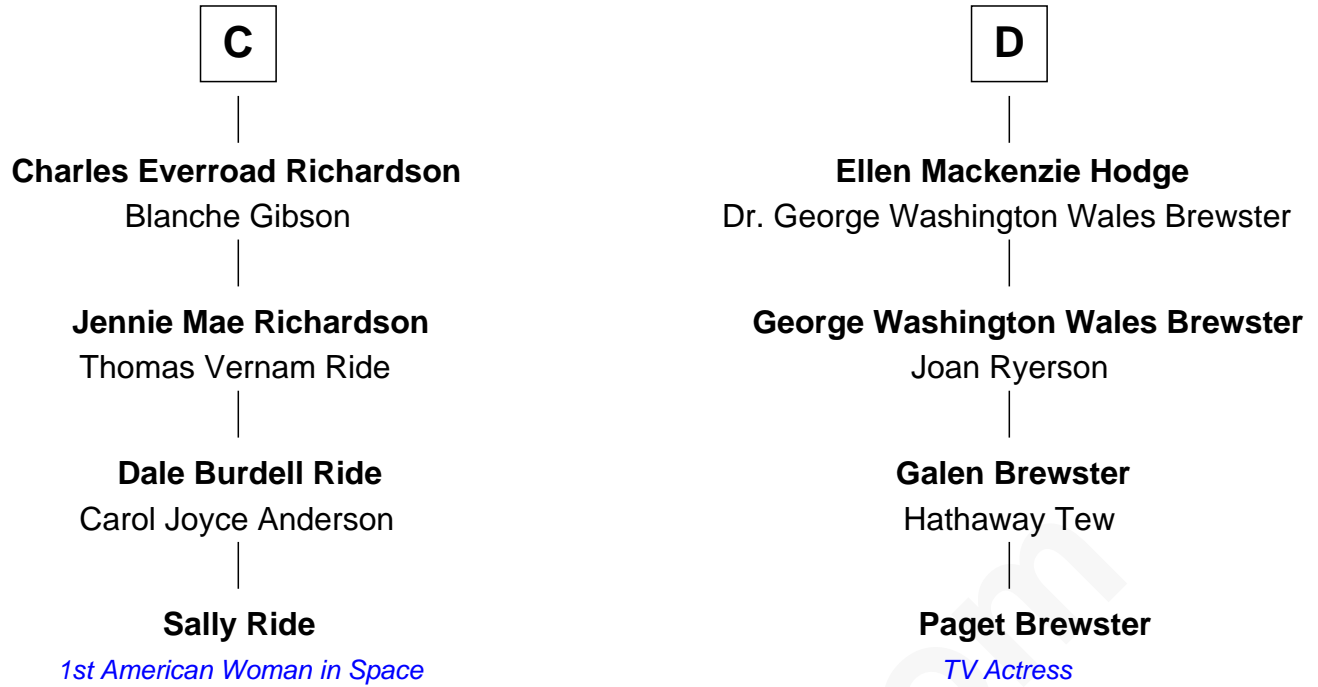 C
Charles Everroad Richardson
Blanche Gibson
Jennie Mae Richardson
Thomas Vernam Ride
Dale Burdell Ride
Carol Joyce Anderson
Sally Ride
1st American Woman in Space
D
Ellen Mackenzie Hodge
Dr. George Washington Wales Brewster
George Washington Wales Brewster
Joan Ryerson
Galen Brewster
Hathaway Tew
Paget Brewster
TV Actress